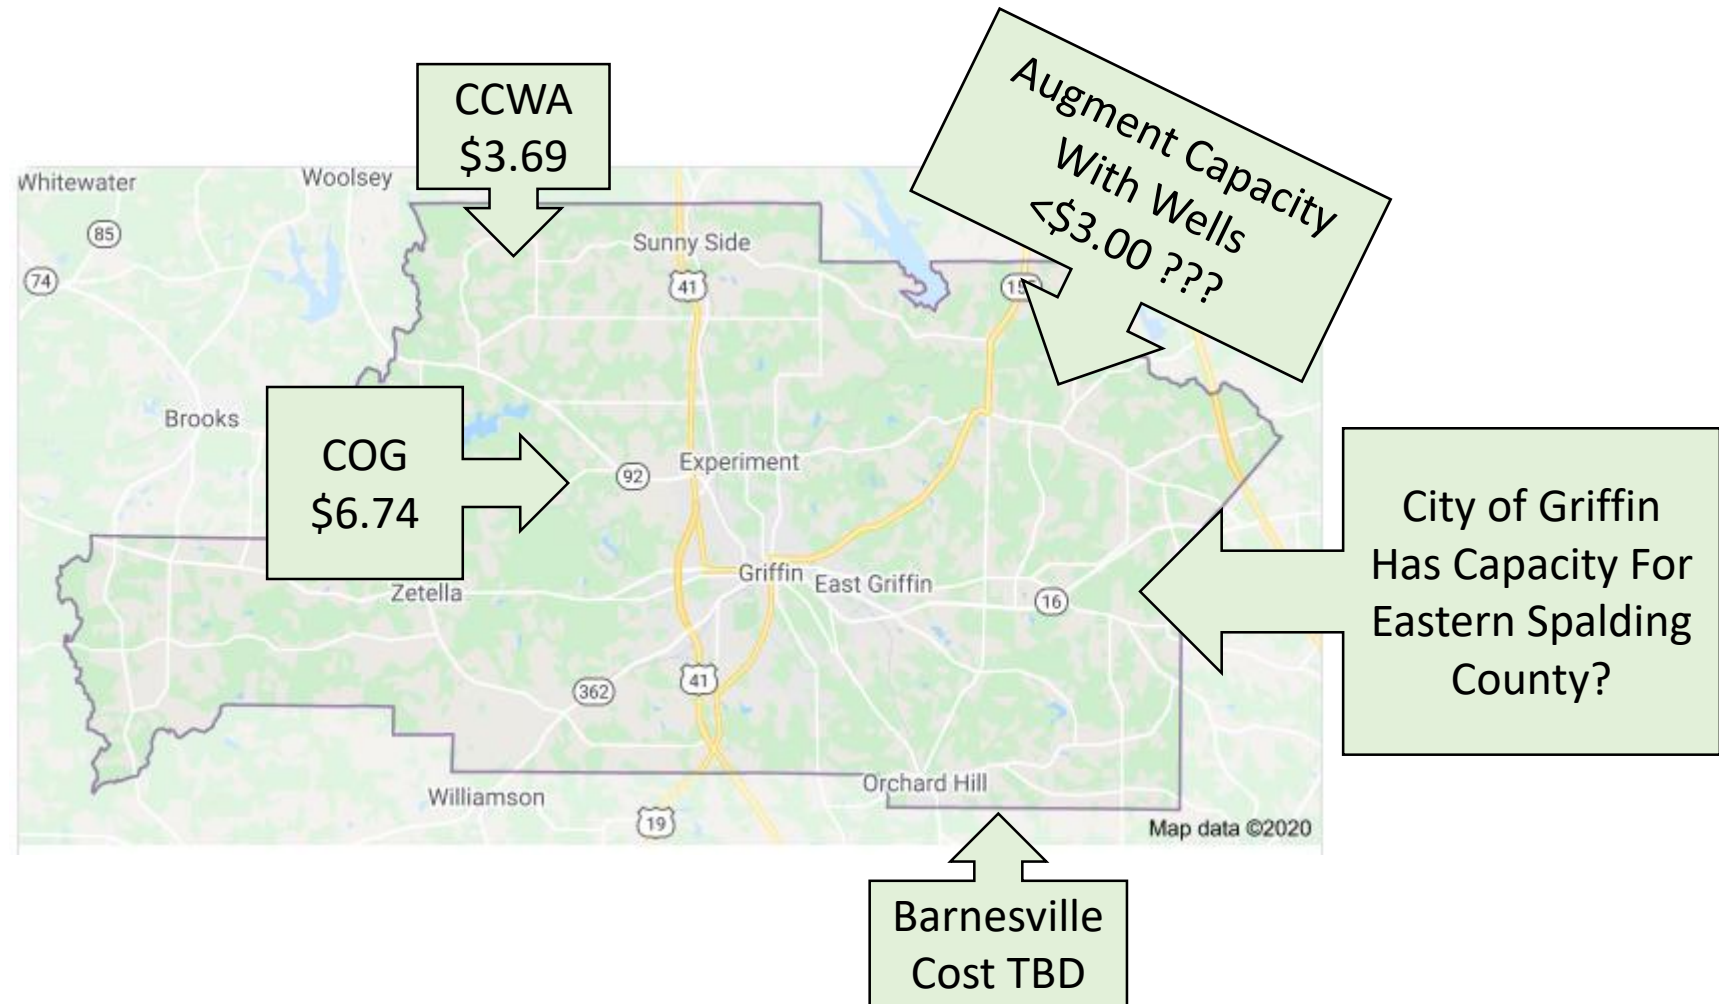 CCWA
$3.69
Augment Capacity
With Wells
<$3.00 ???
Whitewater
Woolsey
85
74
Sunny Side
41
Brooks
COG
$6.74
92
Experiment
City of Griffin
Has Capacity For
Eastern Spalding
County?
Zetella
Griffin
East Griffin
16
362
41
Williamson
19
Orchard Hill
Map data ©2020
Barnesville
Cost TBD